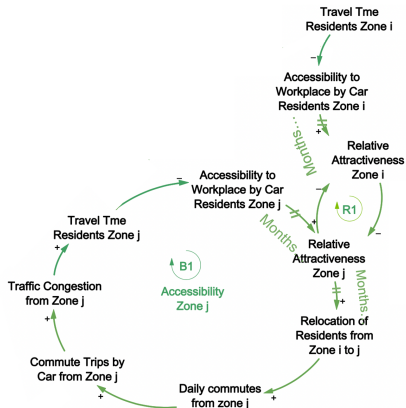 Travel Tme
Residents Zone i
Accessibility to
Workplace by Car
Residents Zone i
Months...
Relative
Attractiveness
Zone i
Accessibility to
Workplace by Car
Residents Zone j
Months
R1
Travel Tme
Residents Zone j
Relative
Attractiveness
Zone j
B1
Accessibility
Zone j
Months...
Traffic Congestion
from Zone j
Relocation of
Residents from
Zone i to j
Commute Trips by
Car from Zone j
Daily commutes
from zone j